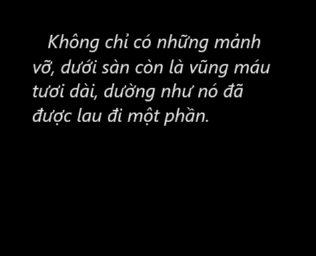 Không chỉ có những mảnh
vỡ, dưới sàn còn là vũng máu
tươi dài, dường như nó đã
được lau đi một phần.